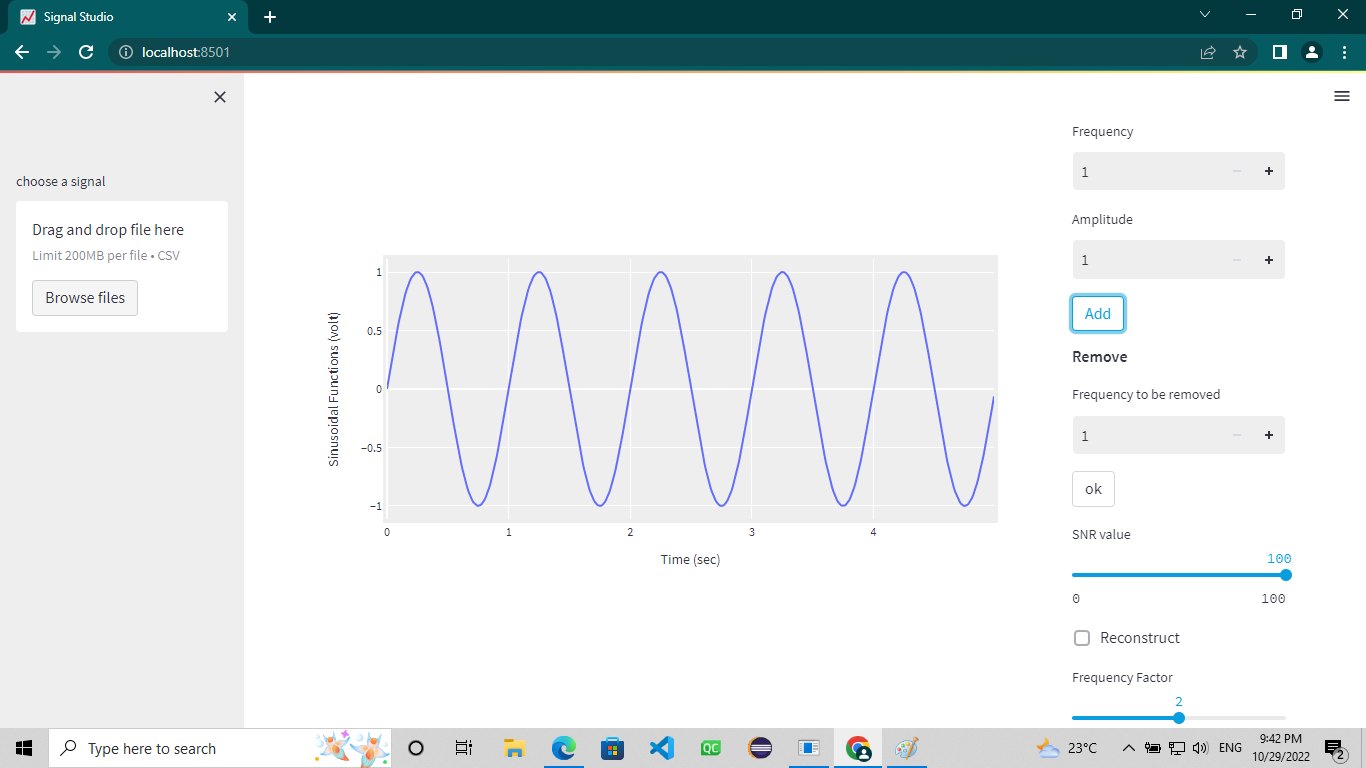 Signal Studio
localhost:8501
choose a signal
Drag and drop file here
Limit 200MB per file • CSV
Browse files
Sinusoidal Functions (volt)
1
0.5
0
−0.5
−1
0 1 2 3 4
Time (sec)
Frequency
1
Amplitude
1
Add
Remove
Frequency to be removed
1
ok
SNR value
100
0 100
Reconstruct
Frequency Factor
2
Type here to search
QC
23°C
ENG
9:42 PM
10/29/2022
2